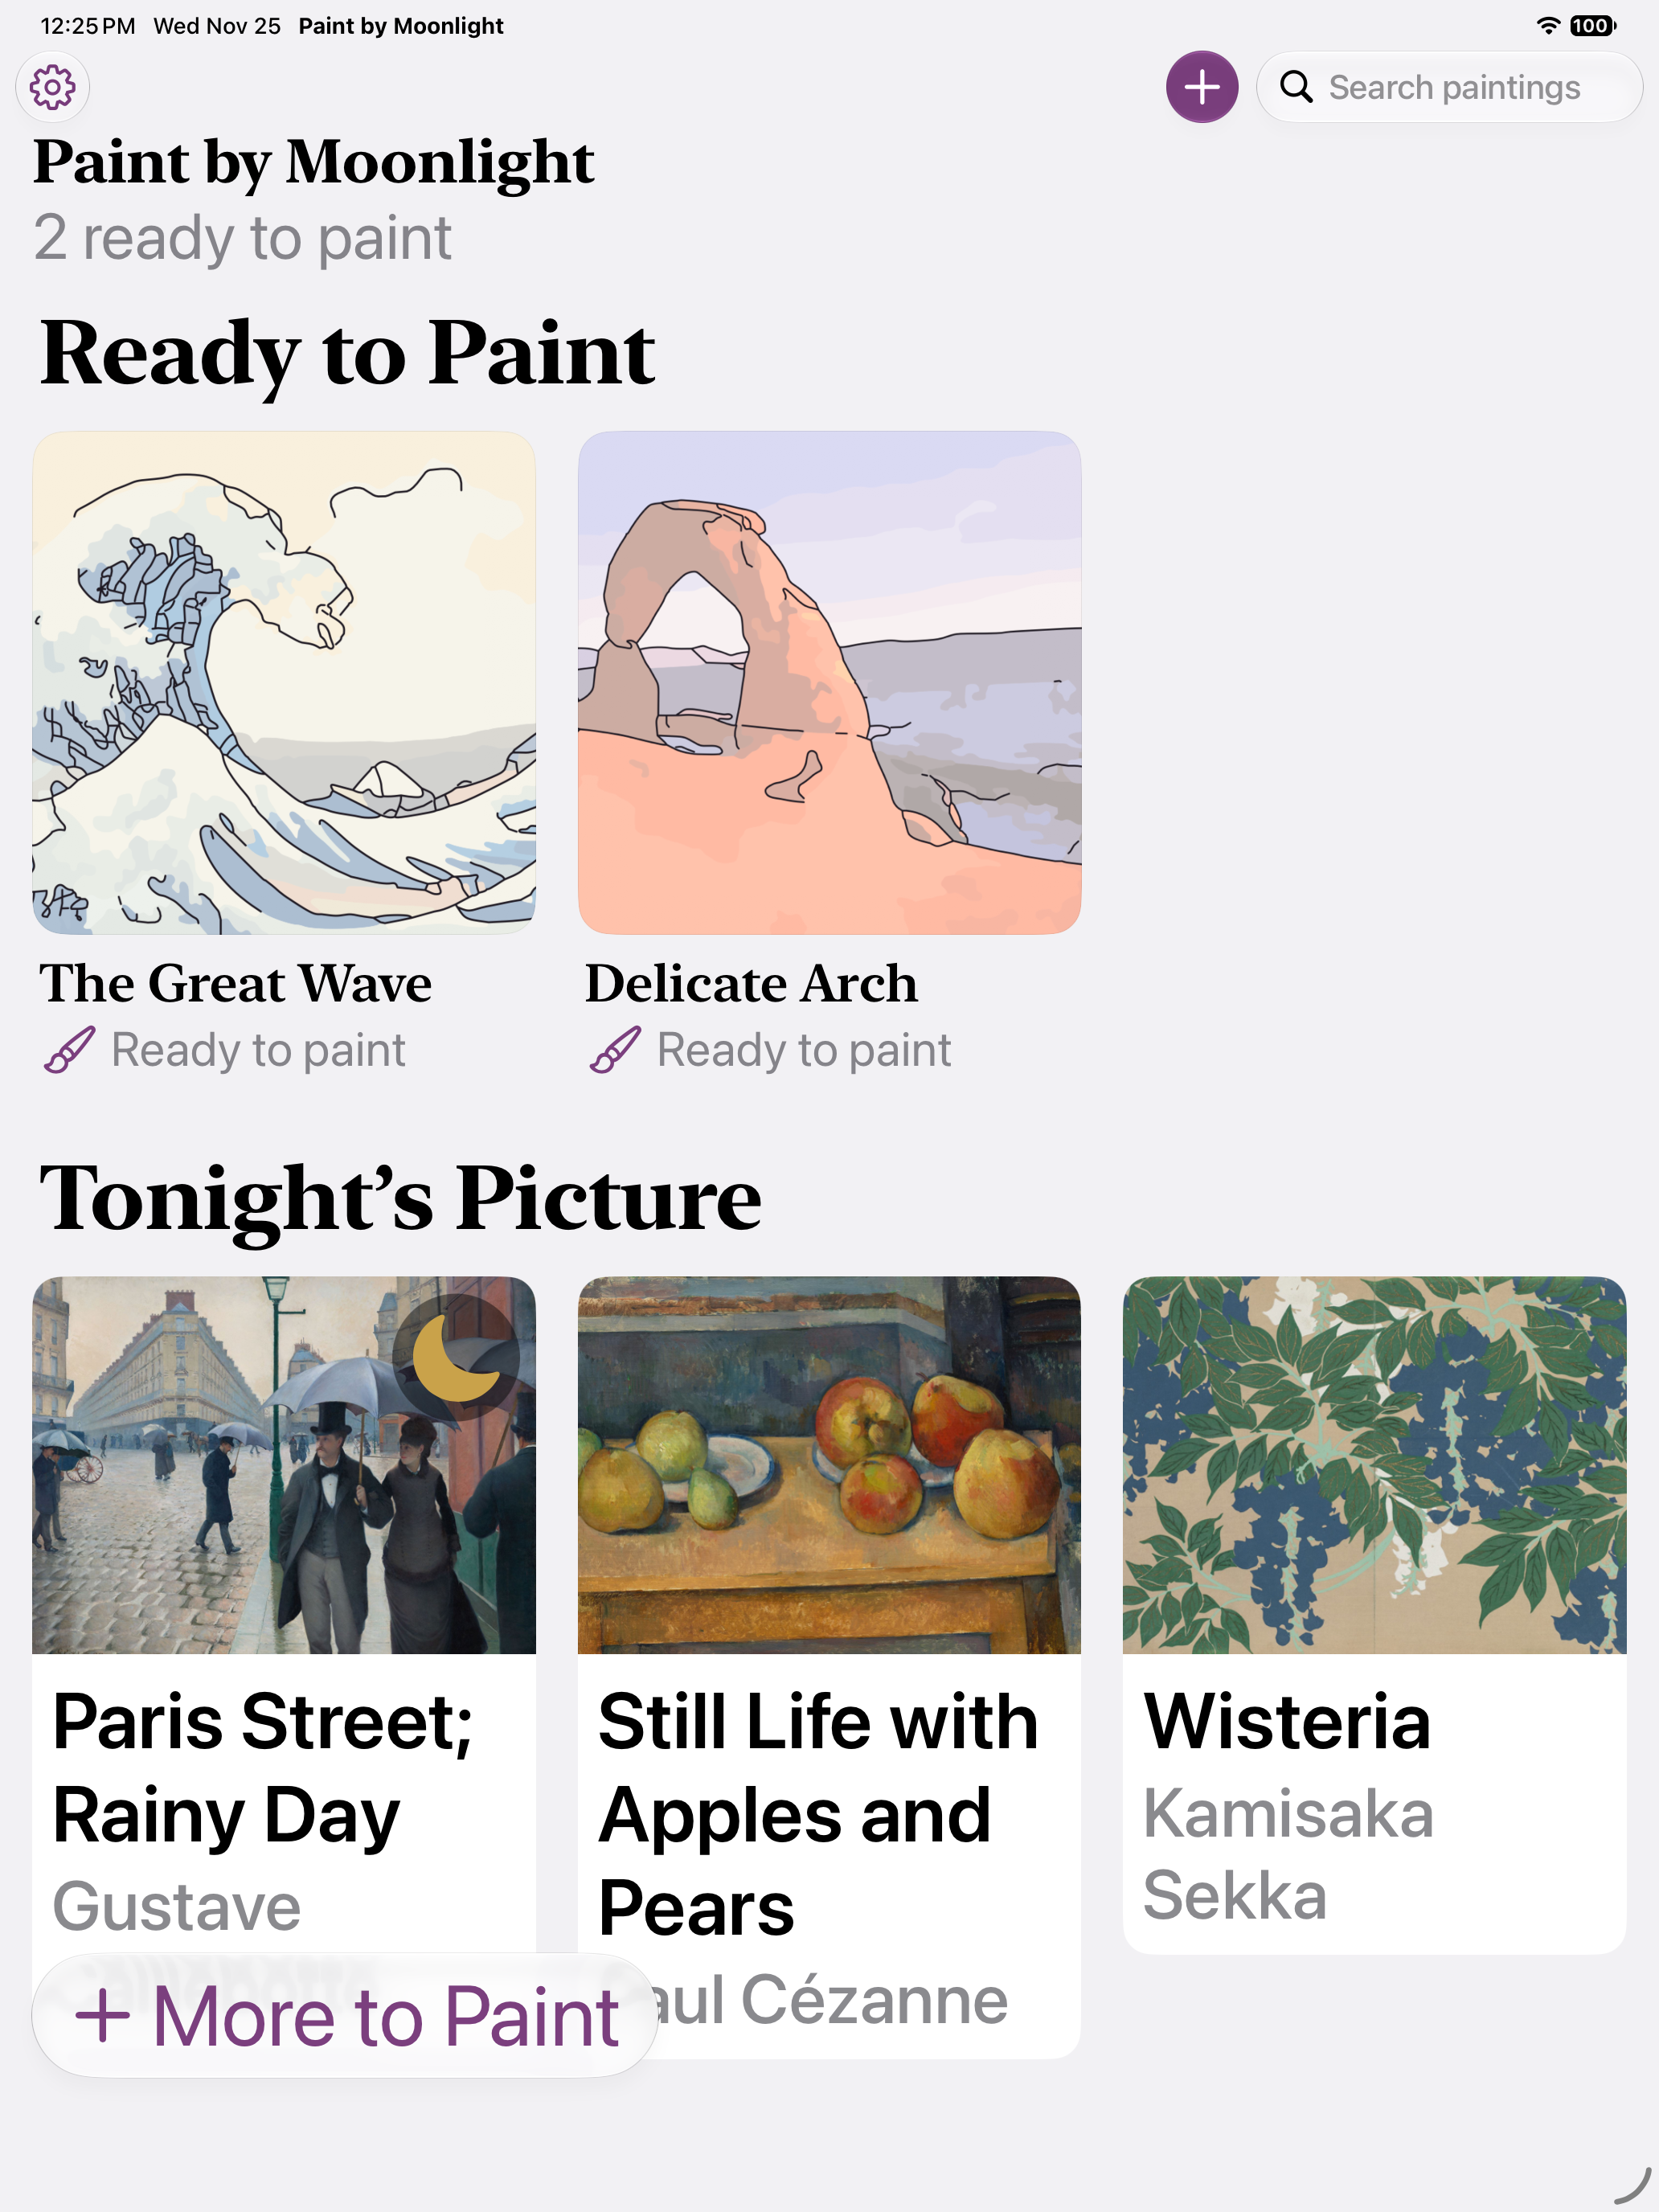 12:25 PM Wed Nov 25 Paint by Moonlight
100
Search paintings
Paint by Moonlight
2 ready to paint
Ready to Paint
The Great Wave
Ready to paint
Delicate Arch
Ready to paint
Tonight’s Picture
Paris Street;
Rainy Day
Gustave
Still Life with
Apples and
Pears
Paul Cézanne
Wisteria
Kamisaka
Sekka
+ More to Paint